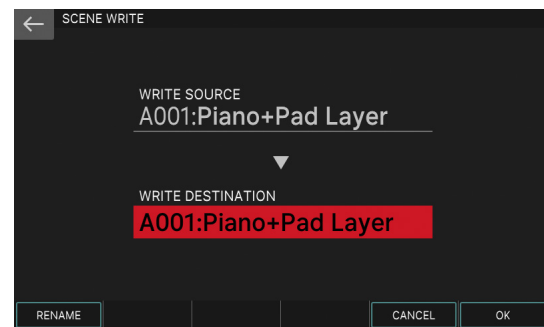 SCENE WRITE
WRITE SOURCE
A001:Piano+Pad Layer
WRITE DESTINATION
A001:Piano+Pad Layer
RENAME CANCEL OK